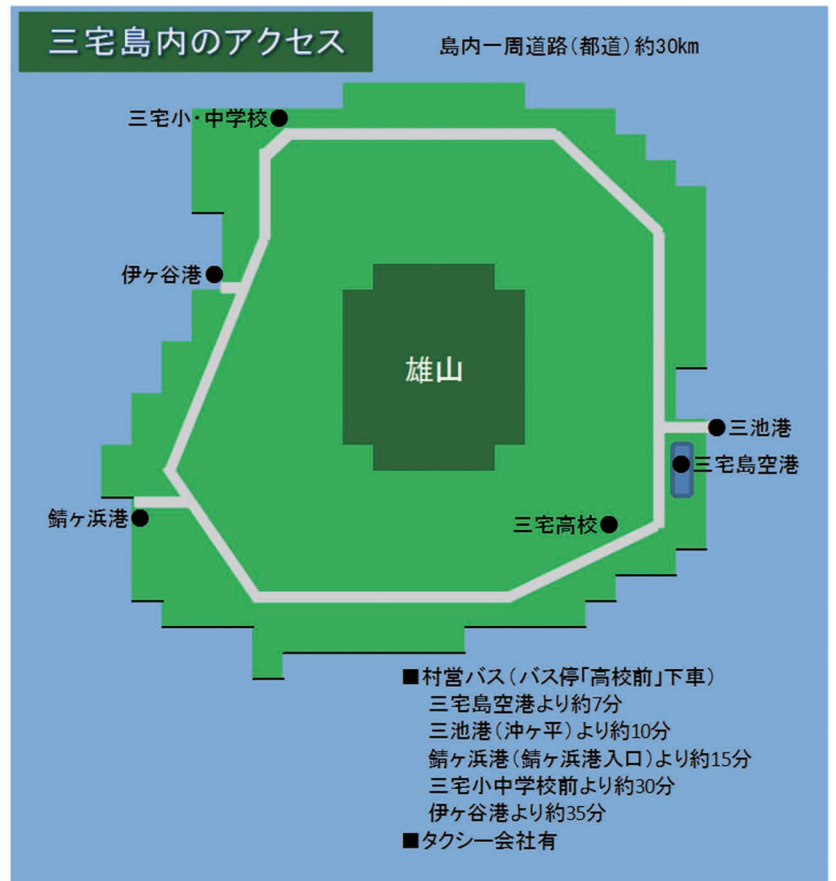 三宅島内のアクセス
島内一周道路(都道)約30km
三宅小・中学校
伊ヶ谷港
雄山
三池港
三宅島空港
錆ヶ浜港
三宅高校
■村営バス(バス停「高校前」下車)
三宅島空港より約7分
三池港(沖ヶ平)より約10分
錆ヶ浜港(錆ヶ浜港入口)より約15分
三宅小中学校前より約30分
伊ヶ谷港より約35分
■タクシー会社有